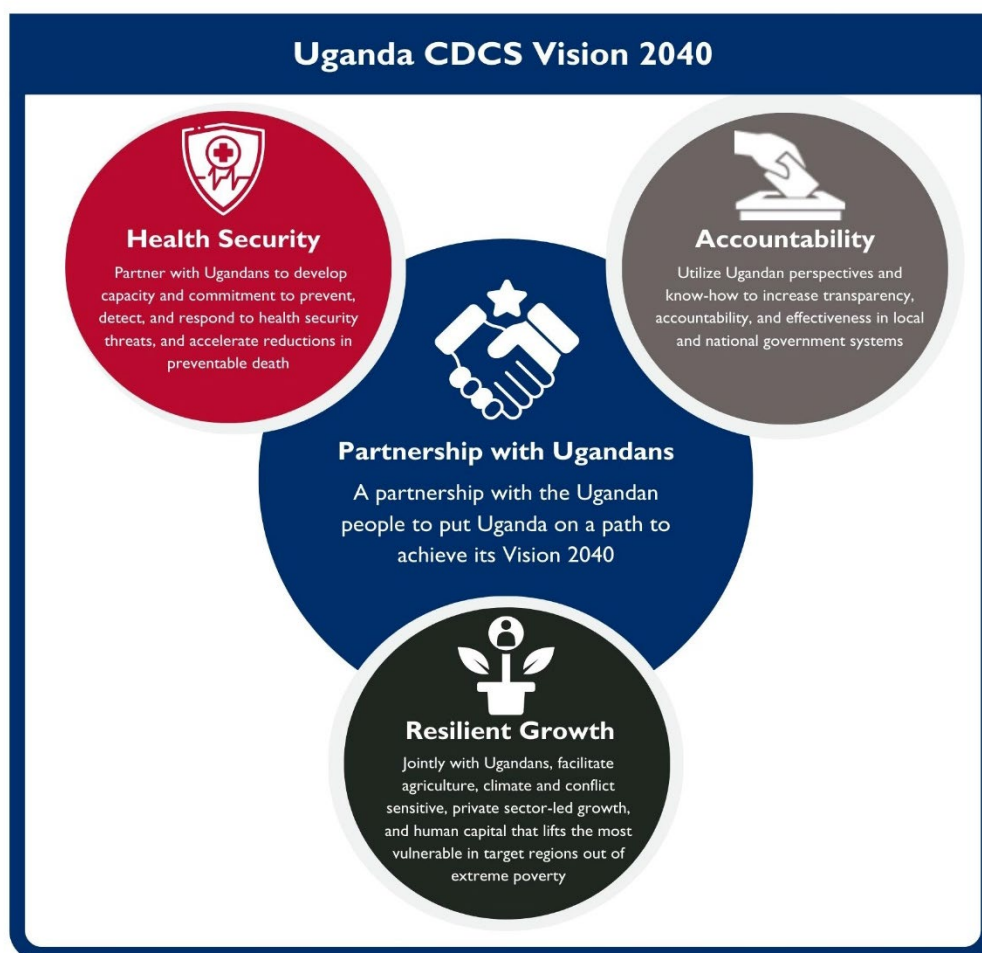 Uganda CDCS Vision 2040
Health Security
Partner with Ugandans to develop
capacity and commitment to prevent,
detect, and respond to health security
threats, and accelerate reductions in
preventable death
Accountability
Utilize Ugandan perspectives and
know-how to increase transparency,
accountability, and effectiveness in local
and national government systems
Partnership with Ugandans
A partnership with the Ugandan
people to put Uganda on a path to
achieve its Vision 2040
Resilient Growth
Jointly with Ugandans, facilitate
agriculture, climate and conflict
sensitive, private sector-led growth,
and human capital that lifts the most
vulnerable in target regions out of
extreme poverty